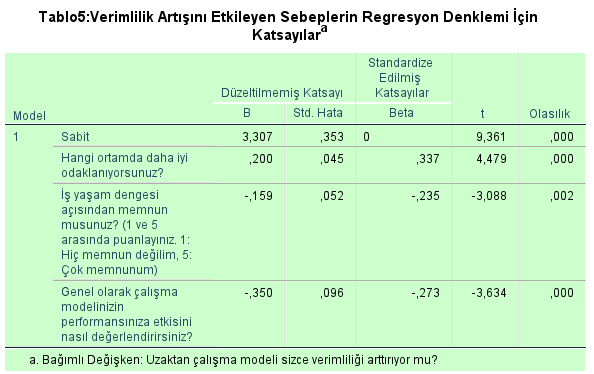 Tablo5:Verimlilik Artışını Etkileyen Sebeplerin Regresyon Denklemi İçin
Katsayılar a
Model Düzeltilmemiş Katsayı Standardize Edilmiş Katsayılar t Olasılık
B Std. Hata Beta
1 Sabit 3,307 ,353 0 9,361 ,000
Hangi ortamda daha iyi ,200 ,045 ,337 4,479 ,000
odaklanıyorsunuz?
İş yaşam dengesi -,159 ,052 -,235 -3,088 ,002
açısından memnun
musunuz? (1 ve 5
arasında puanlayınız. 1:
Hiç memnun değilim, 5:
Çok memnunum)
Genel olarak çalışma -,350 ,096 -,273 -3,634 ,000
modelinizin
performansınıza etkisini
nasıl değerlendirirsiniz?
a. Bağımlı Değişken: Uzaktan çalışma modeli sizce verimliliği arttırıyor mu?